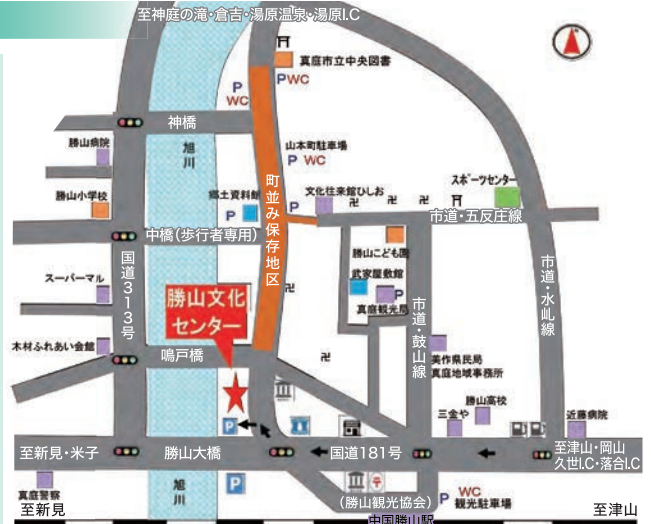 至神庭の滝・倉吉・湯原温泉・湯原I.C
真庭市立中央図書
P
WC
PWC
神橋
勝山病院
旭川
山本町駐車場
P WC
勝山小学校
郷土資料館
P
町並み保存地区
文化往来館ひしお
P
スポーツセンター
市道・五反庄線
中橋(歩行者専用)
国道313号
勝山こども園
武家屋敷館
P
真庭観光局
市道・鼓山線
スーパーマル
勝山文化
センター
木材ふれあい会館
鳴戸橋
美作県民局
真庭地域事務所
勝山高校
三金や
近藤病院
P
至新見・米子
勝山大橋
国道181号
至津山・岡山
久世I.C・落合I.C
真庭警察
旭川
P
(勝山観光協会)
P WC
観光駐車場
至新見
中国勝山駅
至津山